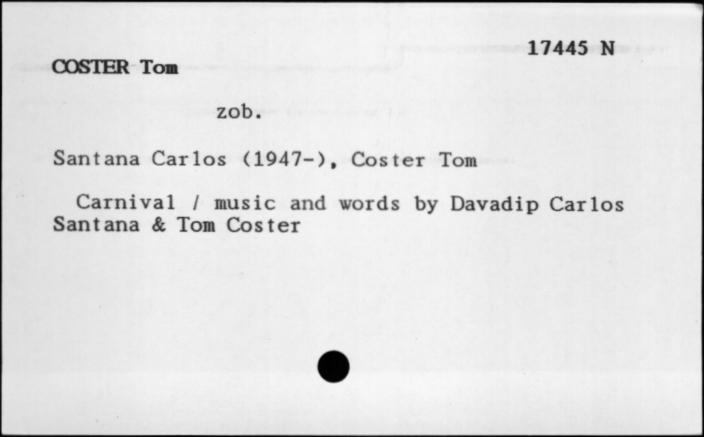 17445 N
COSTER Tom
zob.
Santana Carlos (1947-), Coster Tom
Carnival / music and words by Davadip Carlos
Santana & Tom Coster